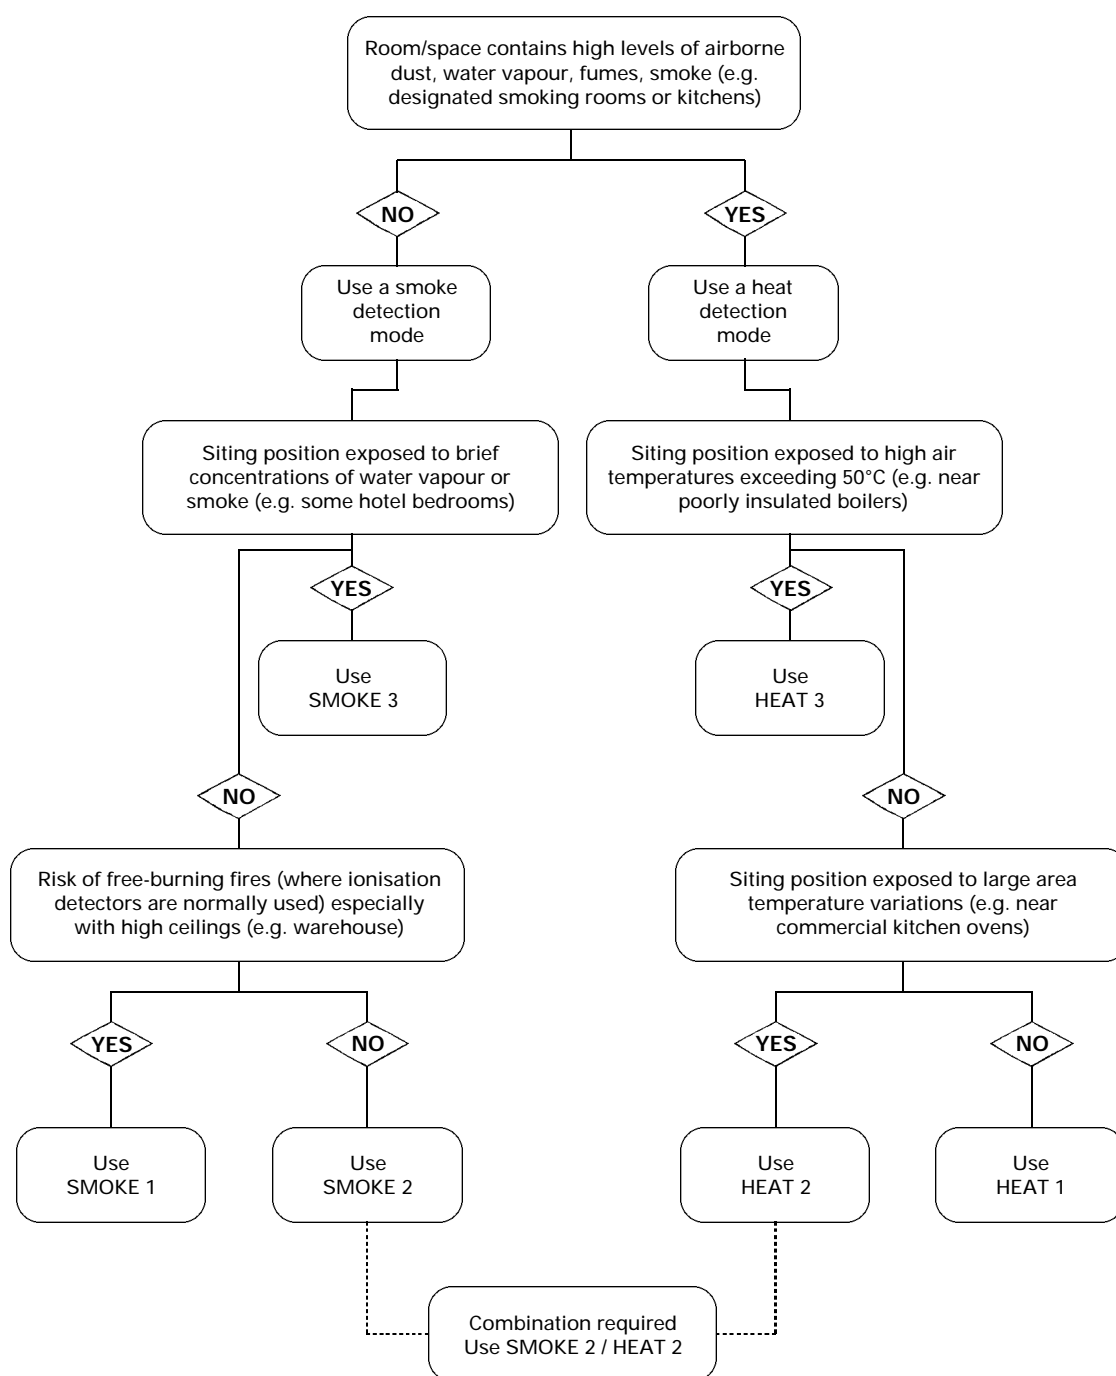 Room/space contains high levels of airborne
dust, water vapour, fumes, smoke (e.g.
designated smoking rooms or kitchens)
NO
YES
Use a smoke
detection
mode
Use a heat
detection
mode
Siting position exposed to brief
concentrations of water vapour or
smoke (e.g. some hotel bedrooms)
Siting position exposed to high air
temperatures exceeding 50°C (e.g. near
poorly insulated boilers)
YES
YES
Use
SMOKE 3
Use
HEAT 3
NO
NO
Risk of free-burning fires (where ionisation
detectors are normally used) especially
with high ceilings (e.g. warehouse)
Siting position exposed to large area
temperature variations (e.g. near
commercial kitchen ovens)
YES
NO
YES
NO
Use
SMOKE 1
Use
SMOKE 2
Use
HEAT 2
Use
HEAT 1
Combination required
Use SMOKE 2 / HEAT 2